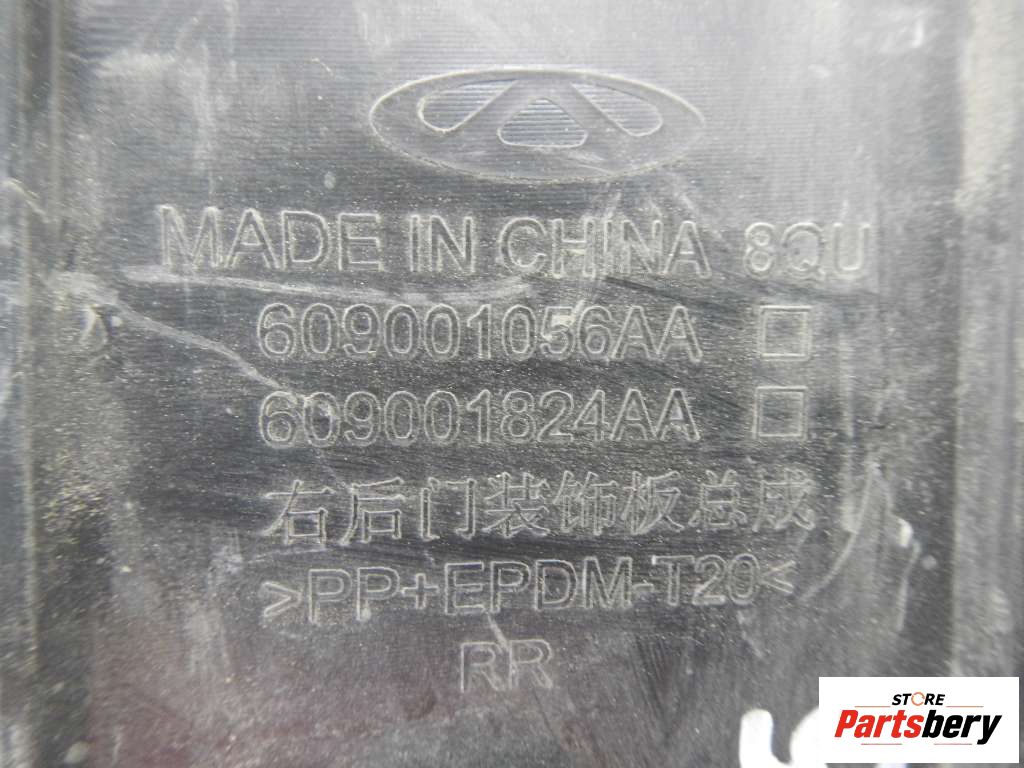 MADE IN CHINA 8QU
609001056AA
609001824AA
右后门装饰板总成
>PP+EPDM-T20<
RR
STORE
Partsbery